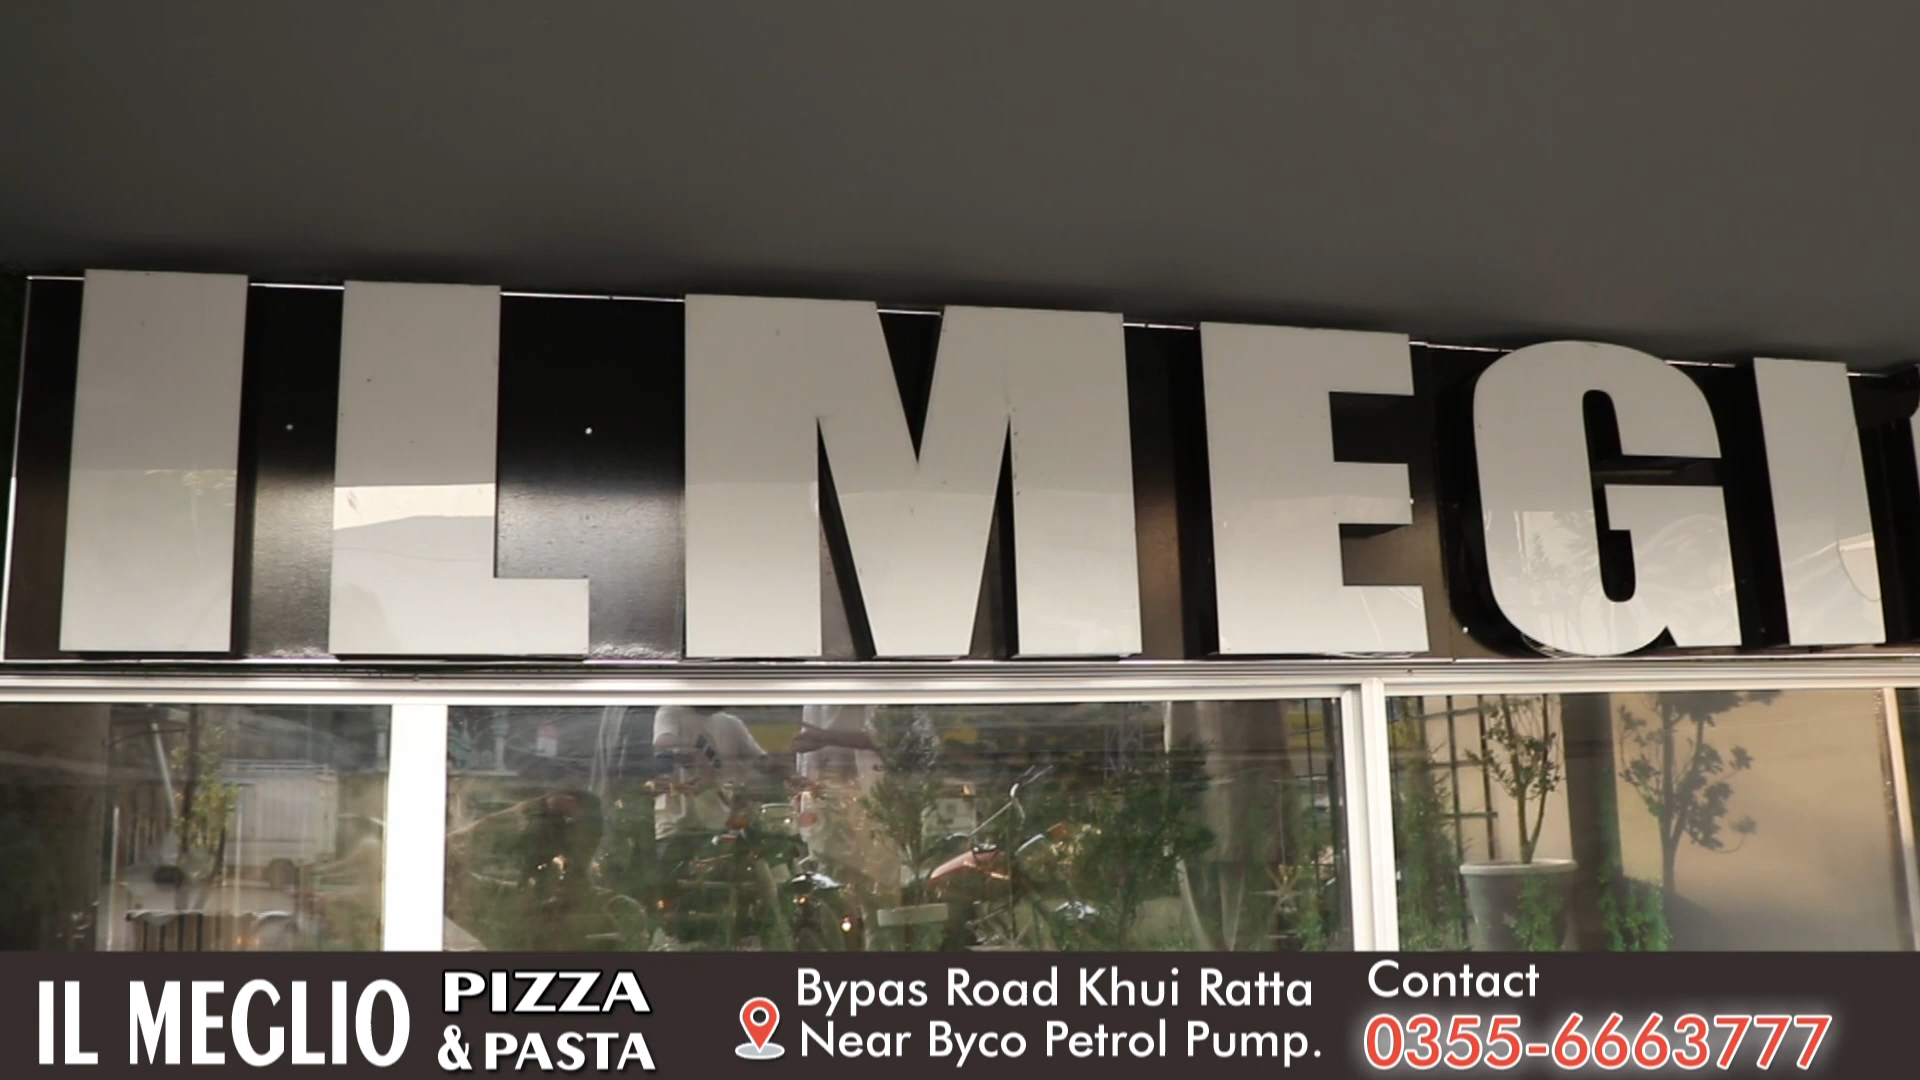 IL MEGI
IL MEGLIO PIZZA
& PASTA
Bypas Road Khui Ratta
Near Byco Petrol Pump.
Contact
0355-6663777